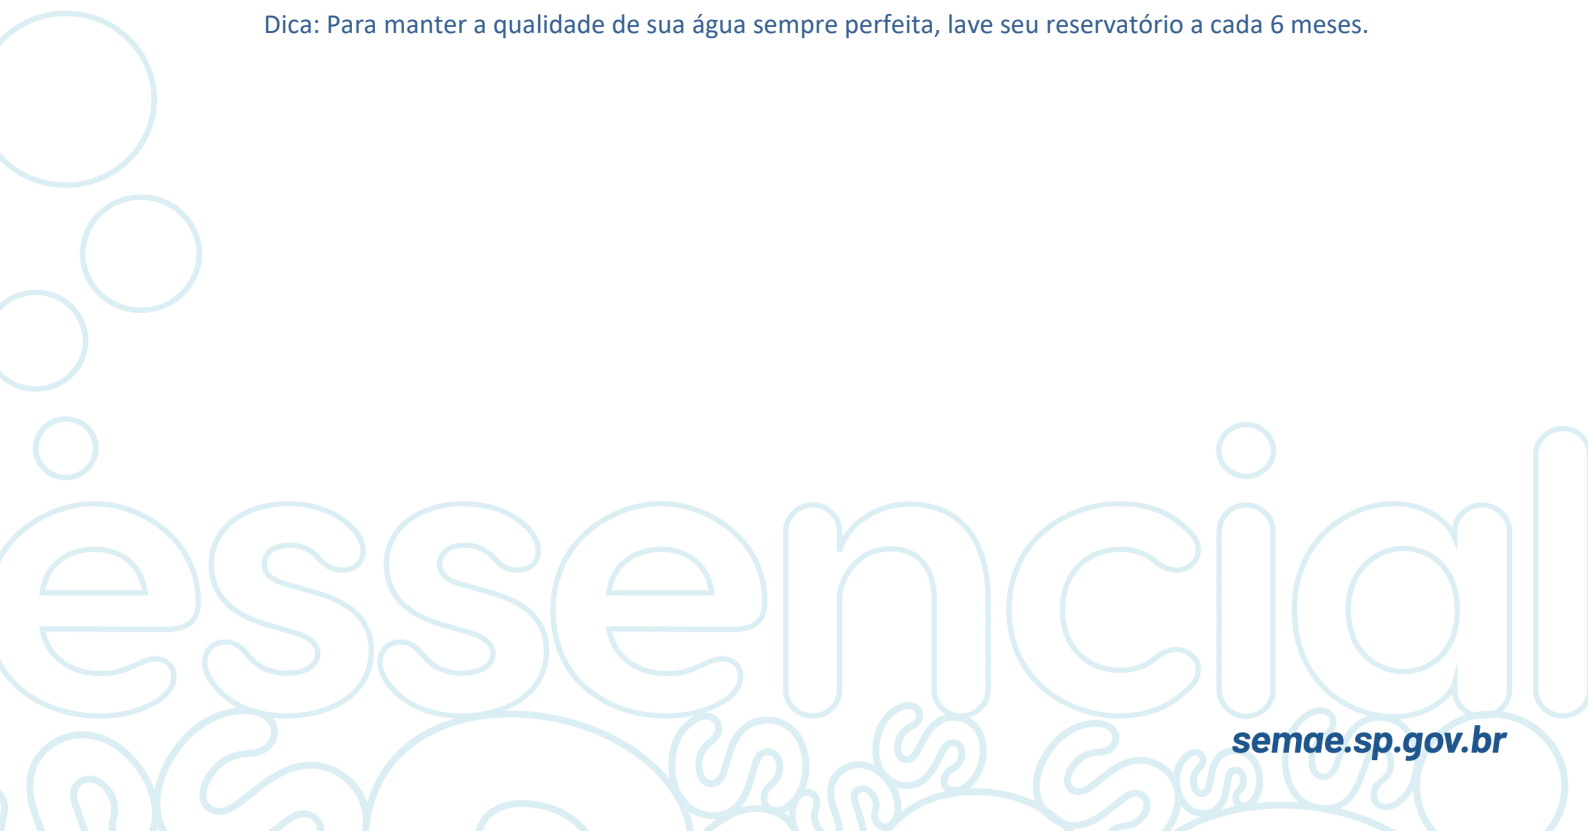 Dica: Para manter a qualidade de sua água sempre perfeita, lave seu reservatório a cada 6 meses.
essencial
semae.sp.gov.br